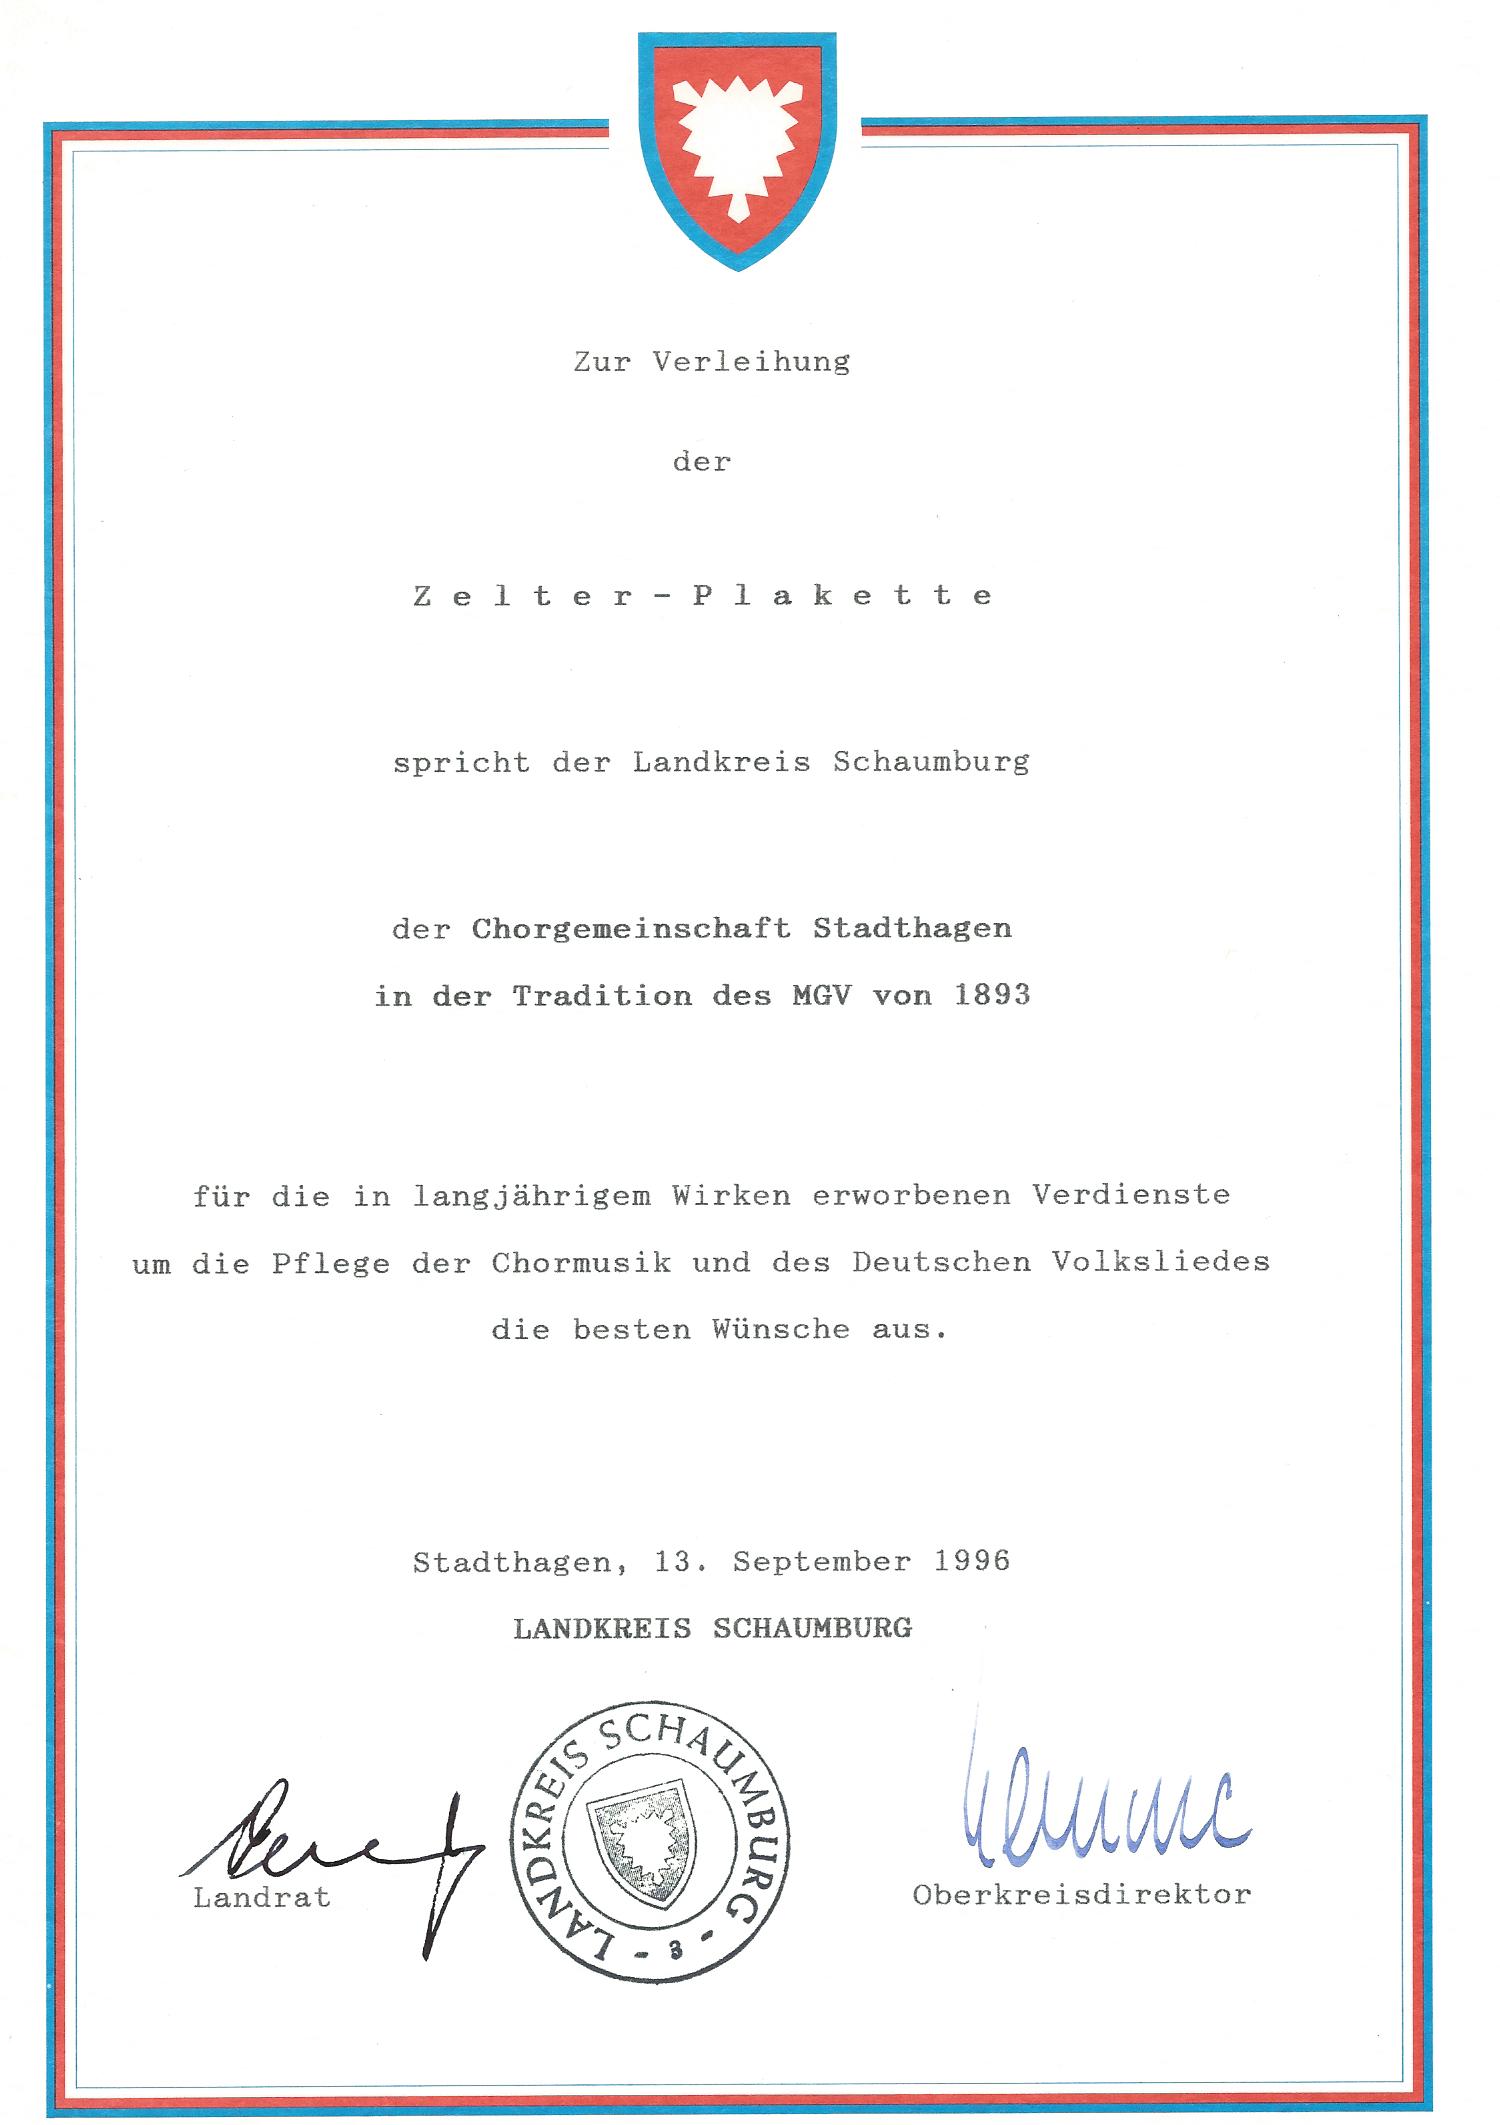 Zur Verleihung
der
Zelter-Plakette
spricht der Landkreis Schaumburg
der Chorgemeinschaft Stadthagen
in der Tradition des MGV von 1893
für die in langjährigem Wirken erworbenen Verdienste
um die Pflege der Chormusik und des Deutschen Volksliedes
die besten Wünsche aus.
Stadthagen, 13. September 1996
LANDKREIS SCHAUMBURG
LANDKREIS SCHAUMBURG - 3 -
Landrat
Oberkreisdirektor